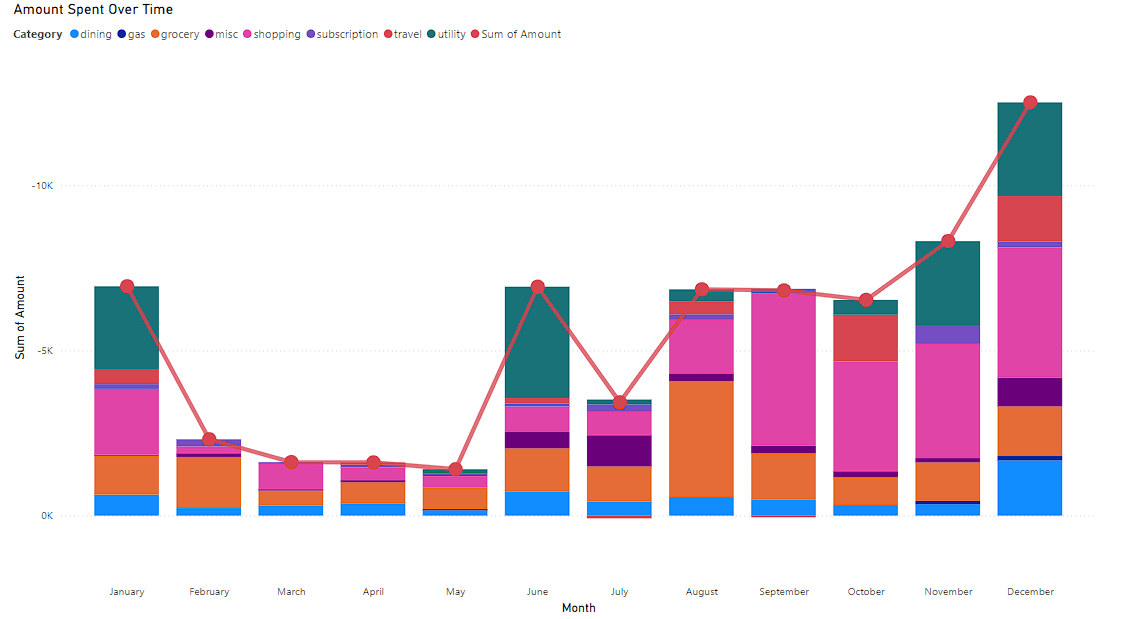 Amount Spent Over Time
Category dining gas grocery misc shopping subscription travel utility Sum of Amount
-10K
-5K
0K
Sum of Amount
January February March April May June July August September October November December
Month